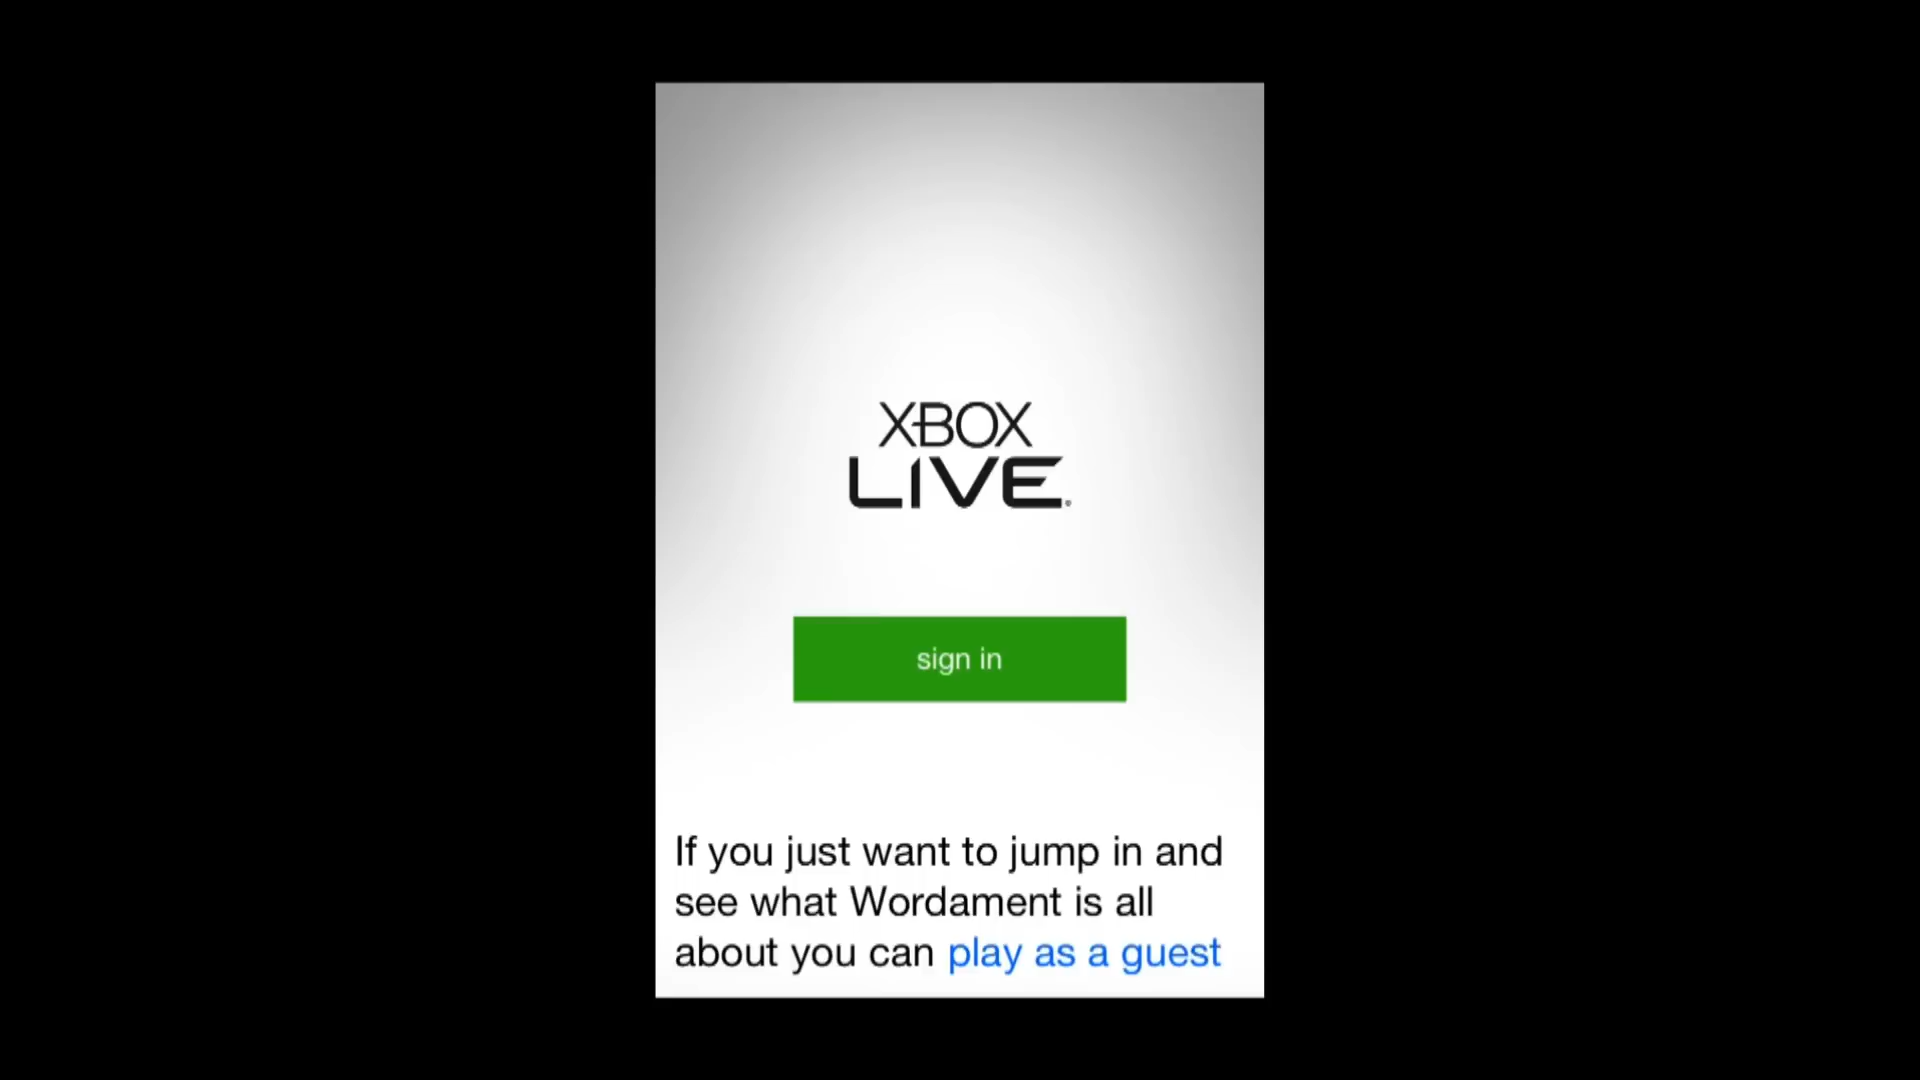 XBOX
LIVE
sign in
If you just want to jump in and
see what Wordament is all
about you can play as a guest